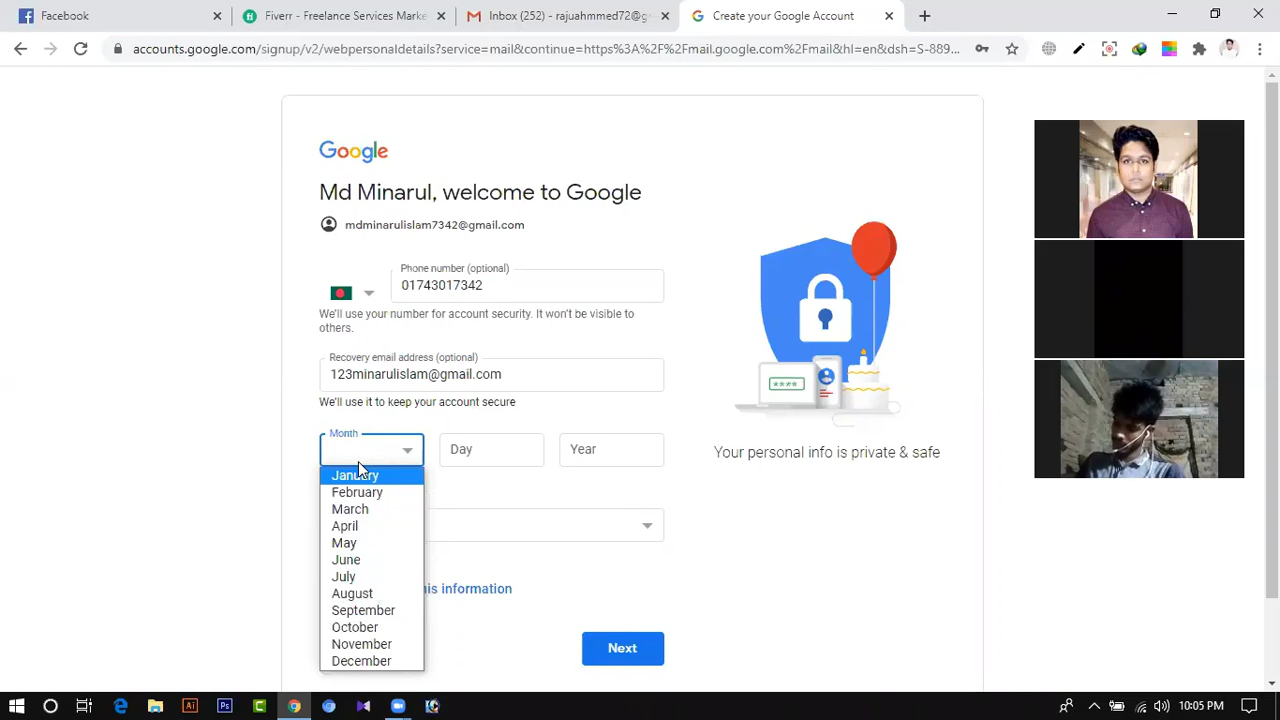 Facebook
Fiverr - Freelance Services Marke
Inbox (252) - rajuahmmed72@g
Create your Google Account
accounts.google.com/signup/v2/webpersonaldetails?service=mail&continue=https%3A%2F%2Fmail.google.com%2Fmail&hl=en&dsh=S-889...
Google
Md Minarul, welcome to Google
mdminarulislam7342@gmail.com
Phone number (optional)
01743017342
We'll use your number for account security. It won't be visible to
others.
Recovery email address (optional)
123minarulislam@gmail.com
We'll use it to keep your account secure
Month
Day
Year
January
February
March
April
May
June
July
August
September
October
November
December
his information
Next
****
Your personal info is private & safe
Ai
Ps
C
10:05 PM